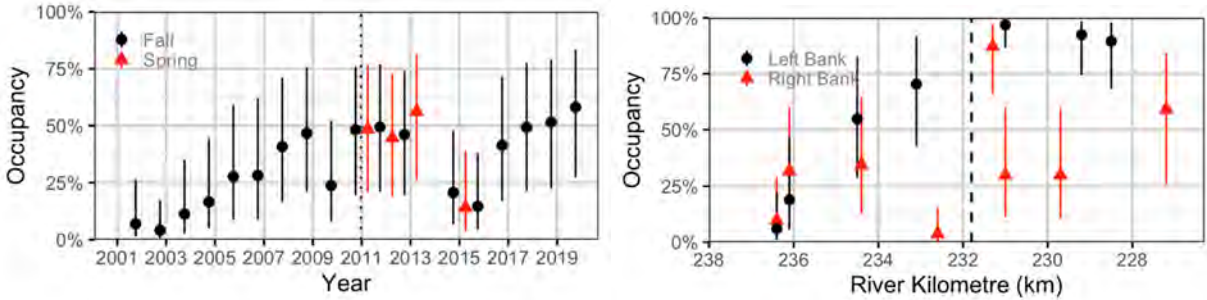 100%
75%
50%
25%
0%
Occupancy
Fall
Spring
2001 2003 2005 2007 2009 2011 2013 2015 2017 2019
Year
100%
75%
50%
25%
0%
Occupancy
Left Bank
Right Bank
238 236 234 232 230 228
River Kilometre (km)